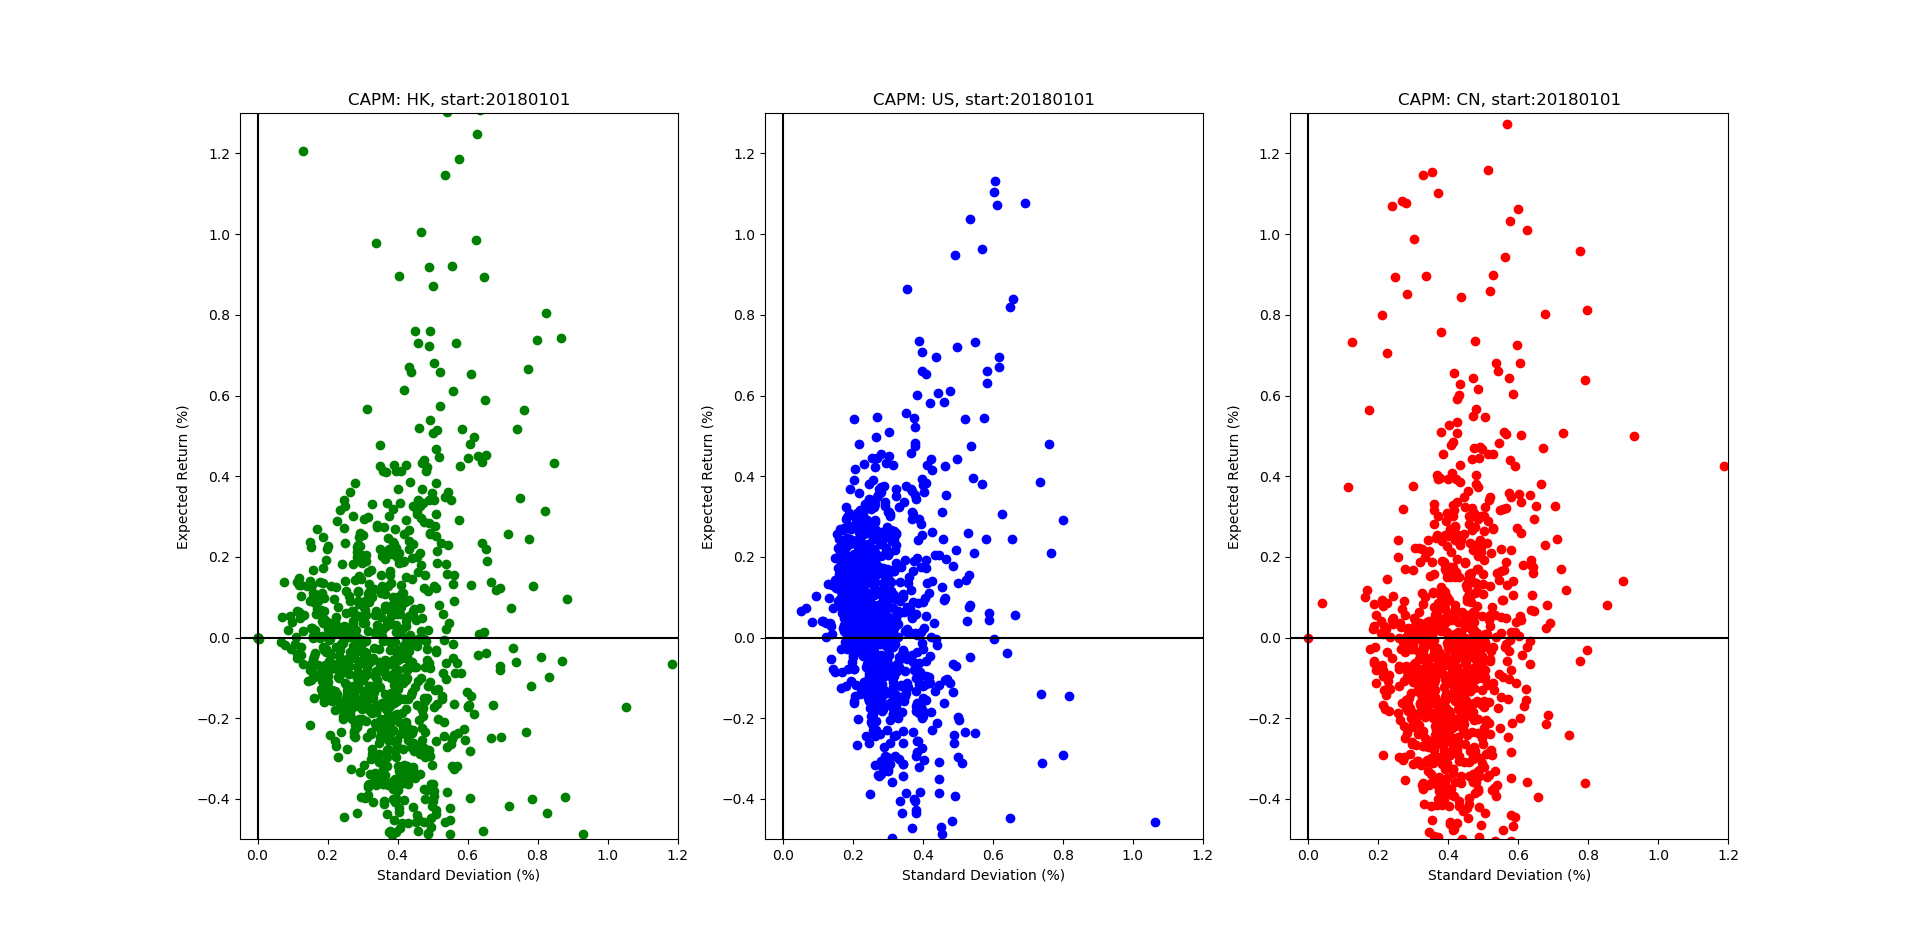 CAPM: HK, start:20180101
1.2
1.0
0.8
0.6
0.4
0.2
0.0
−0.2
−0.4
Expected Return (%)
0.0 0.2 0.4 0.6 0.8 1.0 1.2
Standard Deviation (%)
CAPM: US, start:20180101
1.2
1.0
0.8
0.6
0.4
0.2
0.0
−0.2
−0.4
Expected Return (%)
0.0 0.2 0.4 0.6 0.8 1.0 1.2
Standard Deviation (%)
CAPM: CN, start:20180101
1.2
1.0
0.8
0.6
0.4
0.2
0.0
−0.2
−0.4
Expected Return (%)
0.0 0.2 0.4 0.6 0.8 1.0 1.2
Standard Deviation (%)